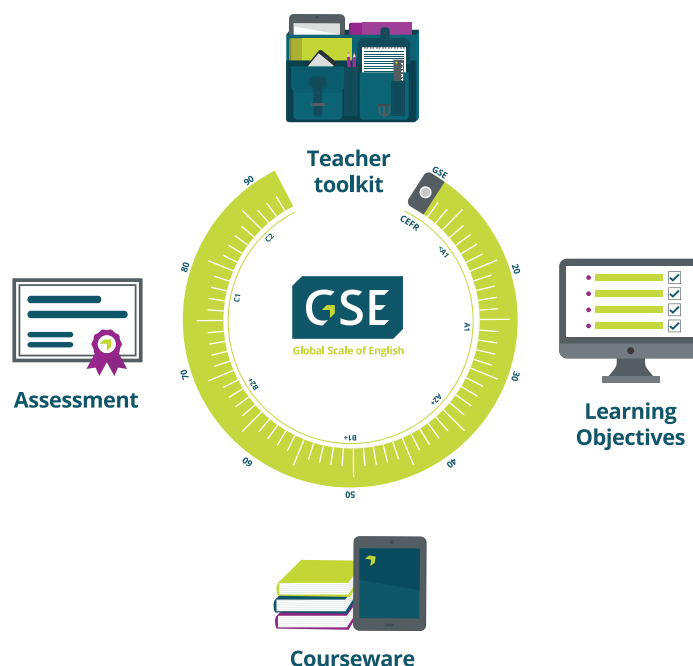 Teacher
toolkit
GSE
CEFR
<A1
20
A1
30
A2+
40
B1+
50
60
B2+
70
C1
80
C2
90
GSE
Global Scale of English
Assessment
Learning
Objectives
Courseware